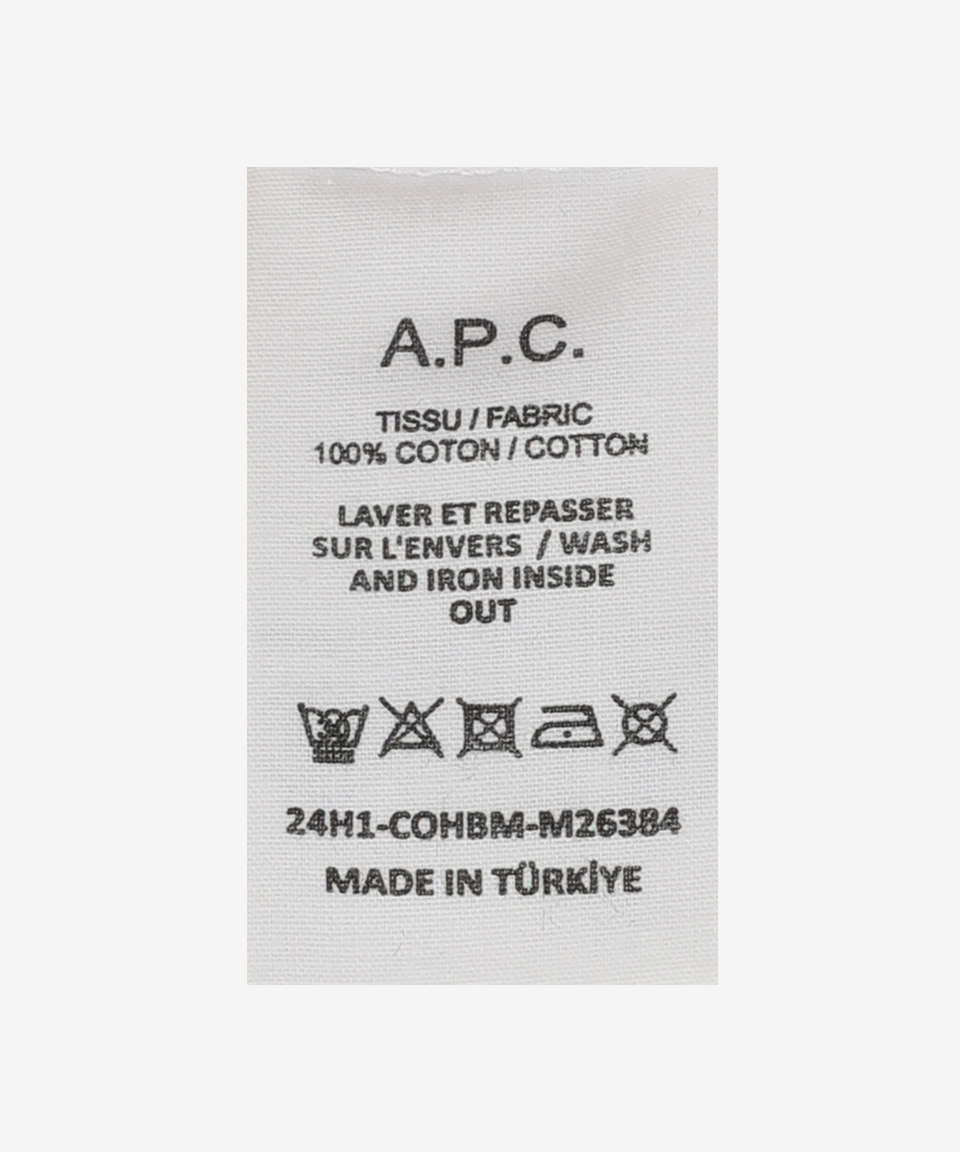 A.P.C.
TISSU / FABRIC
100% COTON / COTTON
LAVER ET REPASSER
SUR L'ENVERS / WASH
AND IRON INSIDE
OUT
30
24H1-COHBM-M26384
MADE IN TÜRKİYE